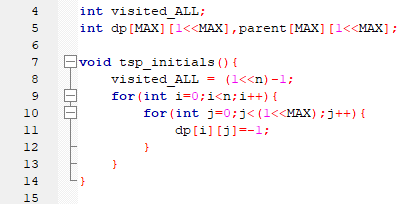 4 int visited_ALL;
5 int dp[MAX][1<<MAX],parent[MAX][1<<MAX];
6
7 void tsp_initials(){
8 visited_ALL = (1<<n)-1;
9 for(int i=0;i<n;i++){
10 for(int j=0;j<(1<<MAX);j++){
11 dp[i][j]=-1;
12 }
13 }
14 }
15